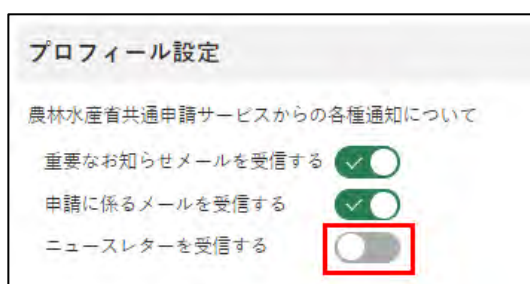 プロフィール設定
農林水産省共通申請サービスからの各種通知について
重要なお知らせメールを受信する
申請に係るメールを受信する
ニュースレターを受信する